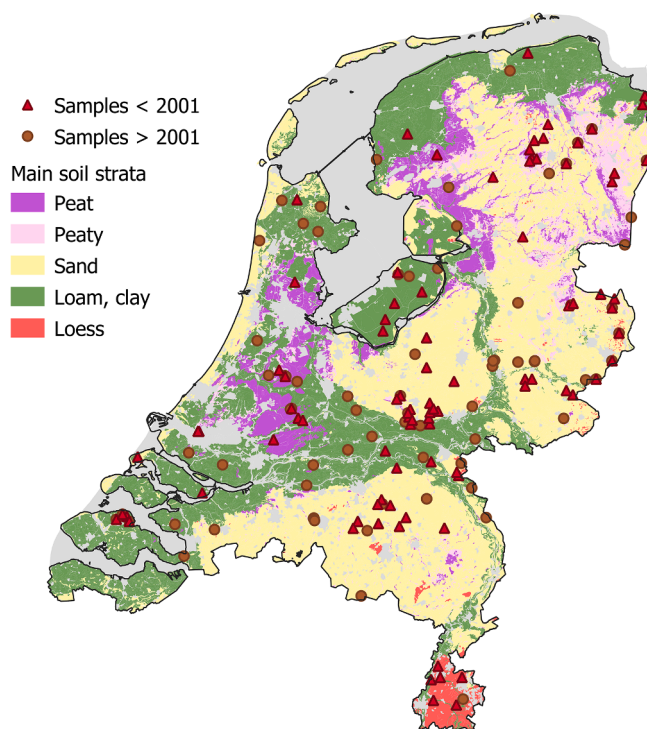 Samples < 2001
Samples > 2001
Main soil strata
Peat
Peaty
Sand
Loam, clay
Loess